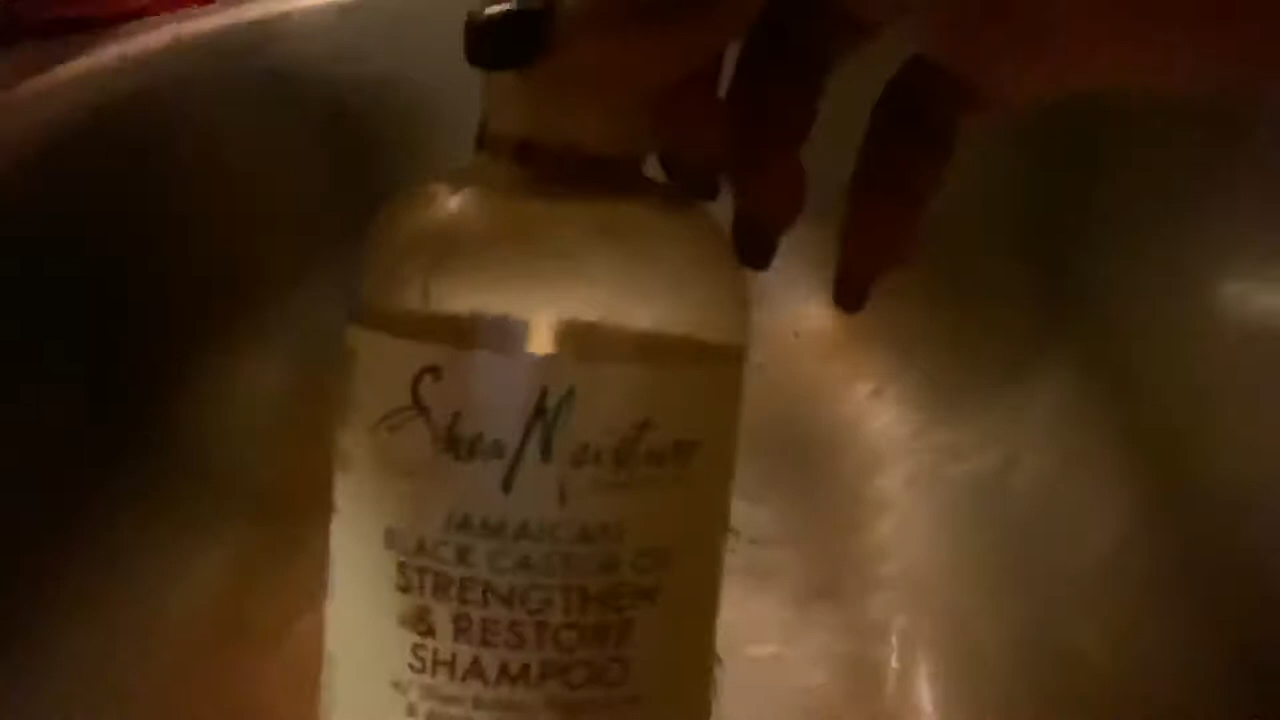 SheaMoisture
JAMAICAN
BLACK CASTOR OIL
STRENGTHEN
& RESTORE
SHAMPOO